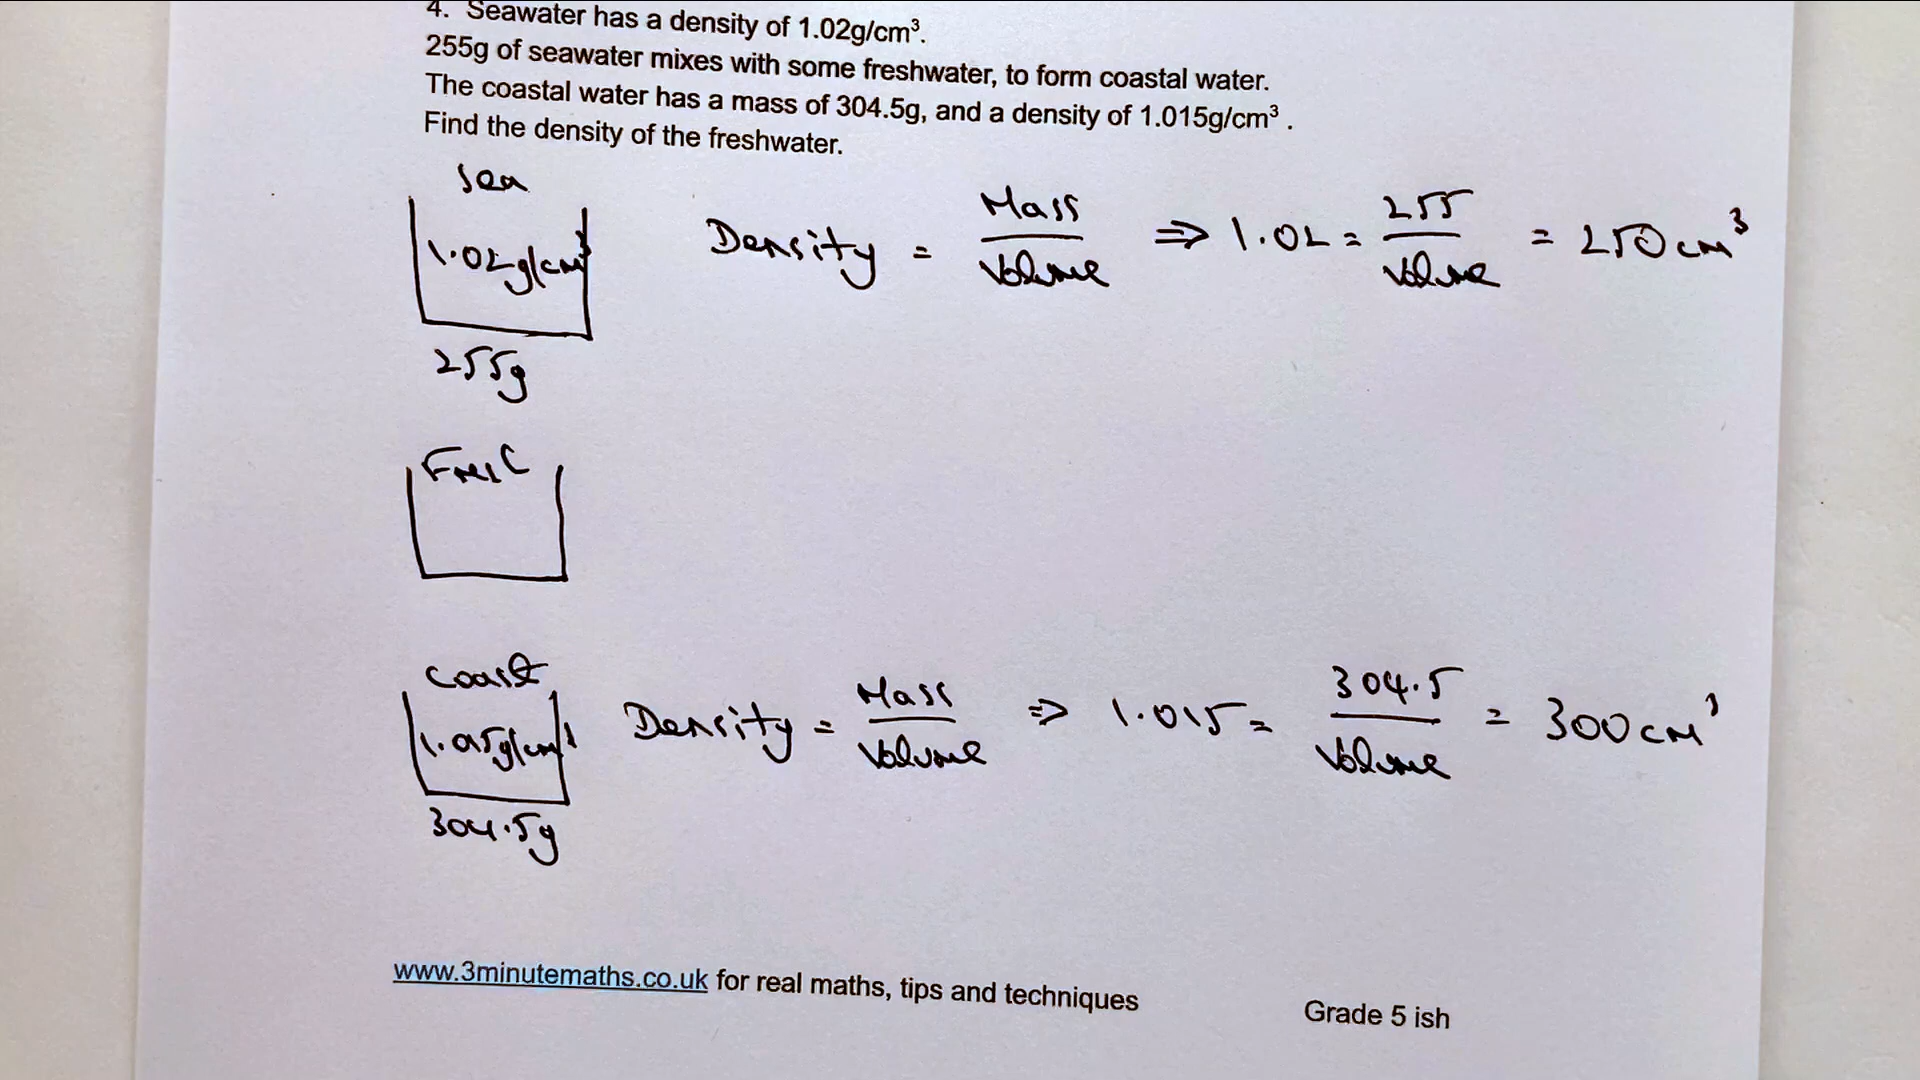 4. Seawater has a density of 1.02g/cm³.
255g of seawater mixes with some freshwater, to form coastal water.
The coastal water has a mass of 304.5g, and a density of 1.015g/cm³ .
Find the density of the freshwater.
Sea
1.02g/cm³
255g
Density = Mass / Volume ⇒ 1.02 = 255 / Volume = 250cm³
Fresh
Coast
1.015g/cm³
304.5g
Density = Mass / Volume ⇒ 1.015 = 304.5 / Volume = 300cm³
www.3minutemaths.co.uk for real maths, tips and techniques
Grade 5 ish